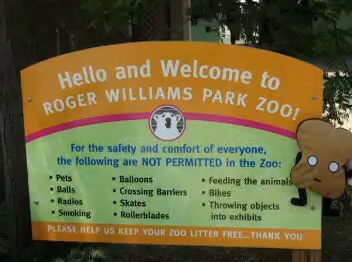 Hello and Welcome to
ROGER WILLIAMS PARK ZOO!
For the safety and comfort of everyone,
the following are NOT PERMITTED in the Zoo:
• Pets
• Balls
• Radios
• Smoking
• Balloons
• Crossing Barriers
• Skates
• Rollerblades
• Feeding the animals
• Bikes
• Throwing objects
into exhibits
PLEASE HELP US KEEP YOUR ZOO LITTER FREE...THANK YOU